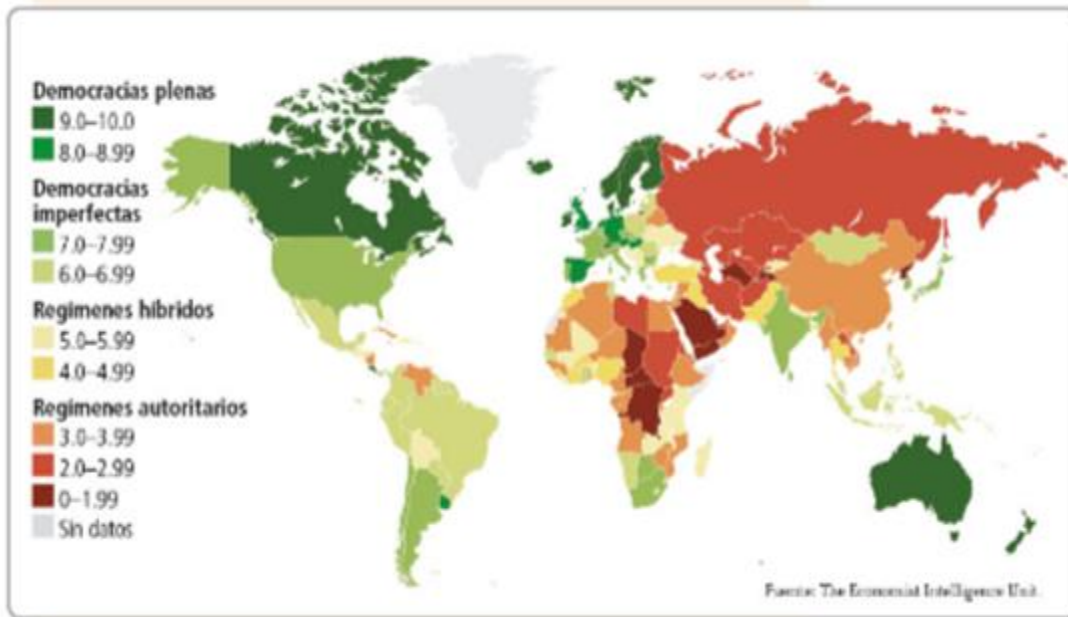 Democracias plenas
9.0–10.0
8.0–8.99
Democracias
imperfectas
7.0–7.99
6.0–6.99
Regímenes híbridos
5.0–5.99
4.0–4.99
Regímenes autoritarios
3.0–3.99
2.0–2.99
0–1.99
Sin datos
Fuente: The Economist Intelligence Unit.